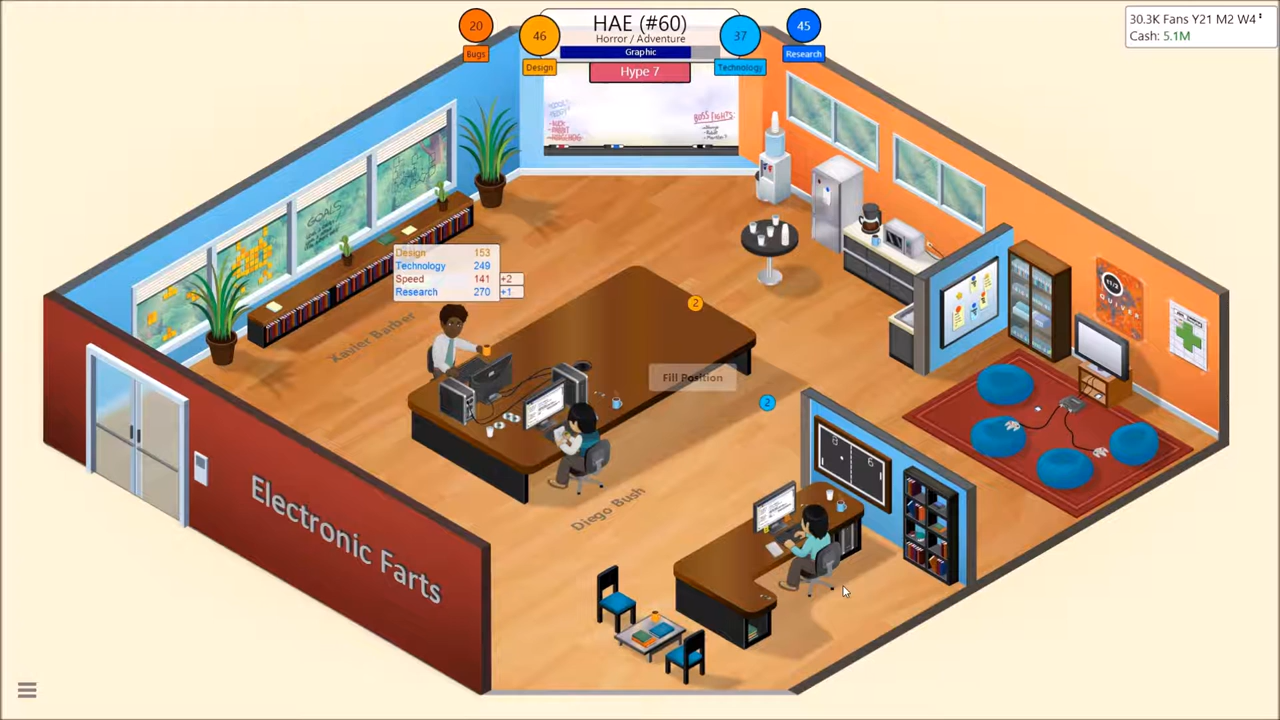 20
Bugs
46
Design
HAE (#60)
Horror / Adventure
Graphic
Hype 7
37
Technology
45
Research
30.3K Fans Y21 M2 W4
Cash: 5.1M
BOSS FIGHTS:
GOALS
Design 153
Technology 249
Speed 141 +2
Research 270 +1
2
QUIVER
Xavier Barber
Fill Position
2
6
Diego Bush
Electronic Farts